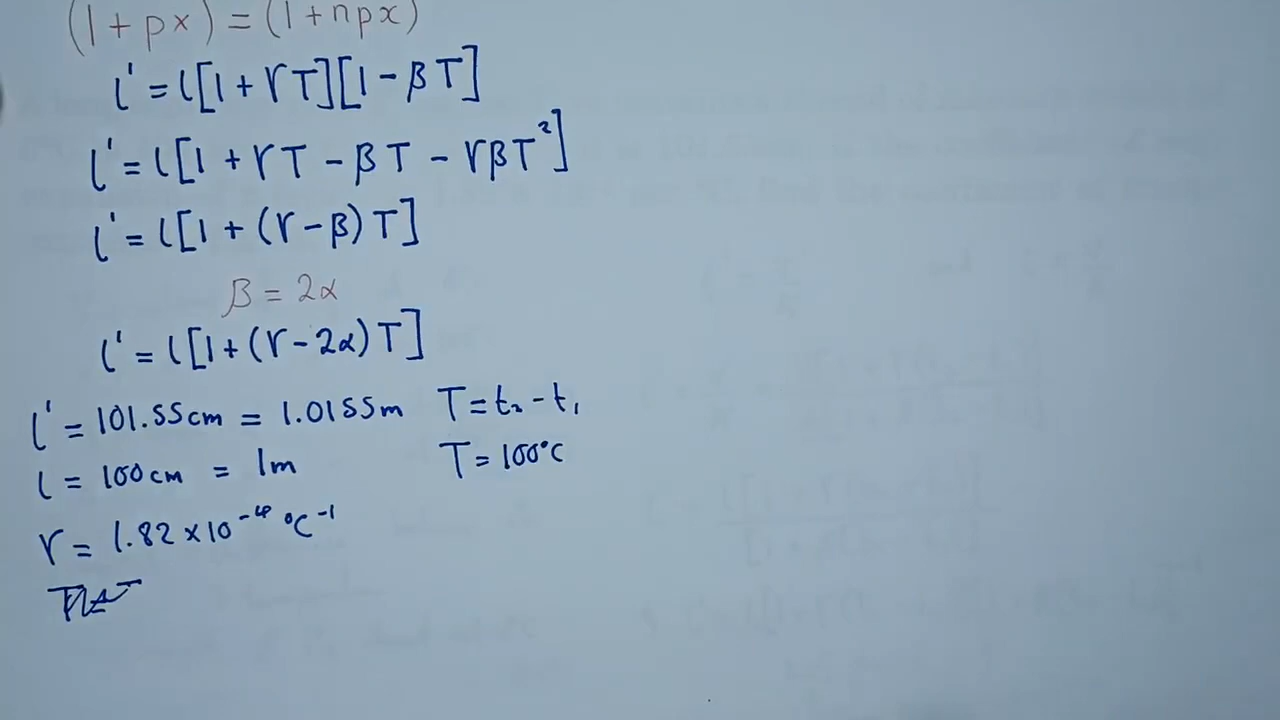 (1 + px) = (1 + npx)
l' = l[1 + γT][1 - βT]
l' = l[1 + γT - βT - γβT²]
l' = l[1 + (γ - β)T]
β = 2α
l' = l[1 + (γ - 2α)T]
l' = 101.55cm = 1.0155m T = t₂ - t₁
l = 100cm = 1m T = 100°C
γ = 1.82 × 10⁻⁴ °C⁻¹